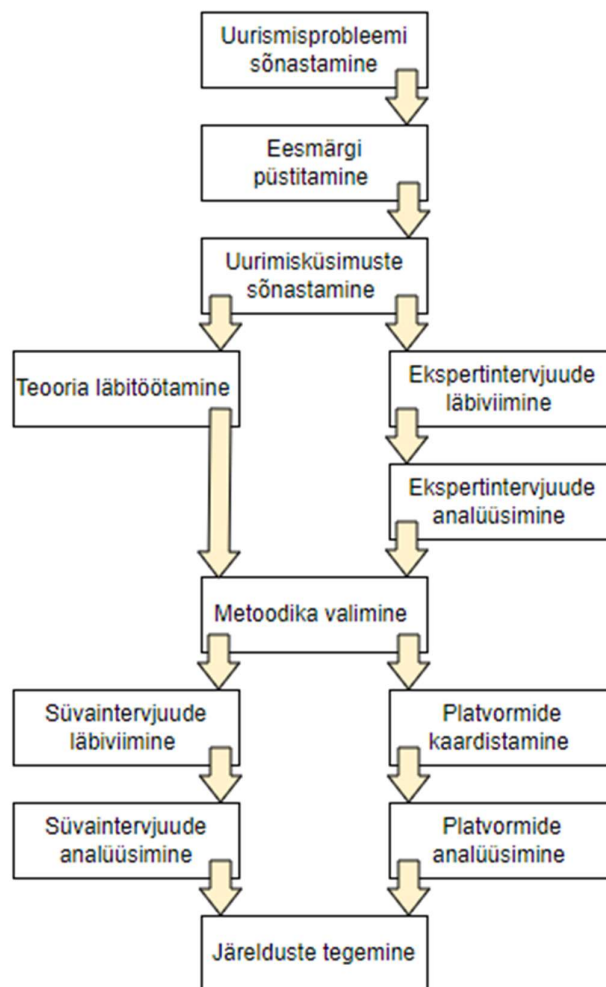 Uurismisprobleemi
sõnastamine
Eesmärgi
püstitamine
Uurimisküsimuste
sõnastamine
Teooria läbitöötamine
Ekspertintervjuude
läbiviimine
Ekspertintervjuude
analüüsimine
Metoodika valimine
Süvaintervjuude
läbiviimine
Platvormide
kaardistamine
Süvaintervjuude
analüüsimine
Platvormide
analüüsimine
Järelduste tegemine